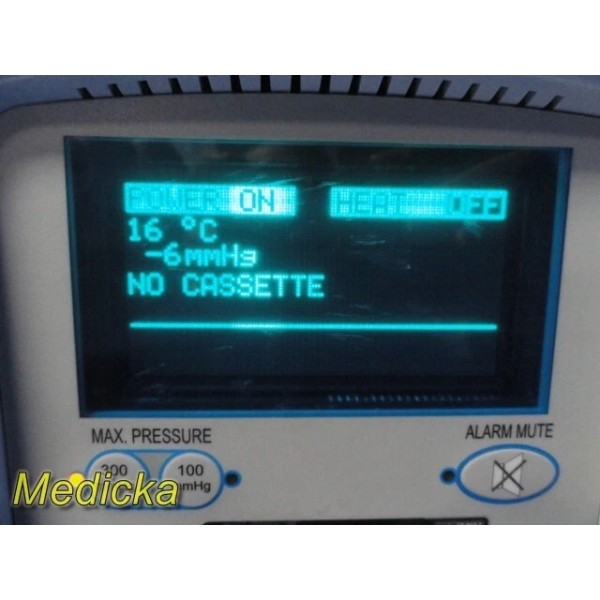 POWER ON HEAT OFF
16 °C
-6mmHg
NO CASSETTE
MAX. PRESSURE ALARM MUTE
300 100
mmHg
Medicka